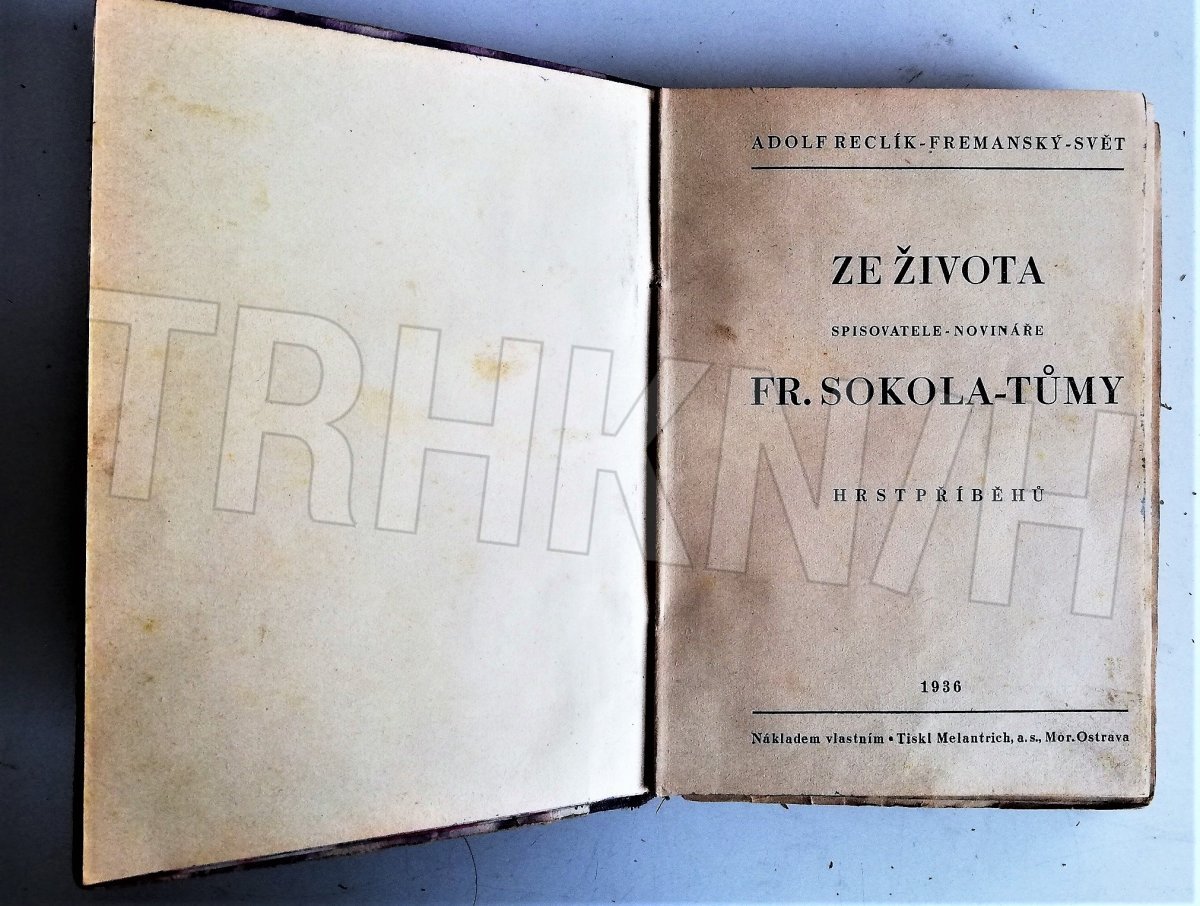 ADOLF RECLÍK-FREMANSKÝ-SVĚT
ZE ŽIVOTA
SPISOVATELE-NOVINÁŘE
FR. SOKOLA-TŮMY
HRST PŘÍBĚHŮ
1936
Nákladem vlastním • Tiskl Melantrich, a. s., Mor. Ostrava
TRHKNIH